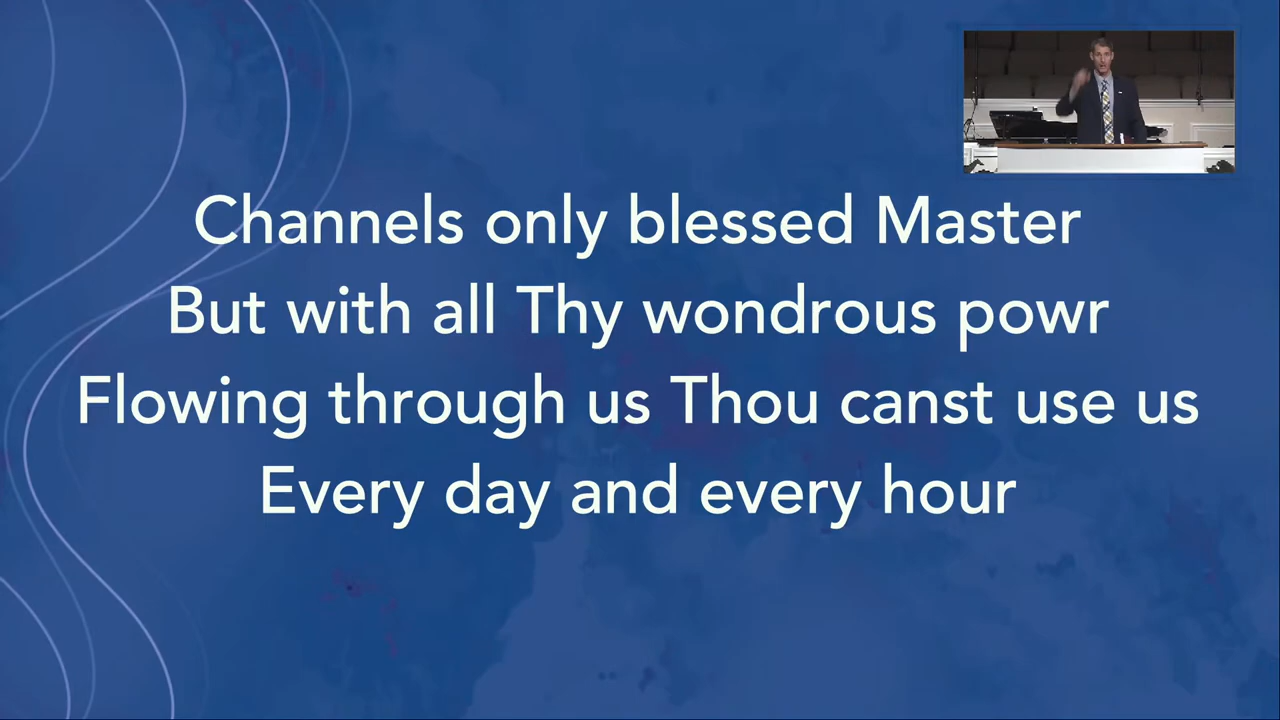 Channels only blessed Master
But with all Thy wondrous powr
Flowing through us Thou canst use us
Every day and every hour